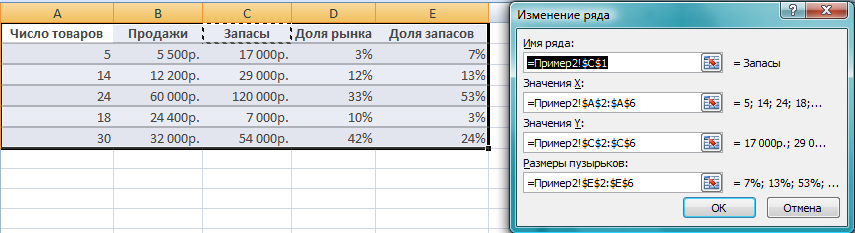 A B C D E
Число товаров Продажи Запасы Доля рынка Доля запасов
5 5 500р. 17 000р. 3% 7%
14 12 200р. 29 000р. 12% 13%
24 60 000р. 120 000р. 33% 53%
18 24 400р. 7 000р. 10% 3%
30 32 000р. 54 000р. 42% 24%
Изменение ряда
Имя ряда:
=Пример2!$C$1 = Запасы
Значения X:
=Пример2!$A$2:$A$6 = 5; 14; 24; 18;...
Значения Y:
=Пример2!$C$2:$C$6 = 17 000р.; 29 0...
Размеры пузырьков:
=Пример2!$E$2:$E$6 = 7%; 13%; 53%; ...
ОК Отмена